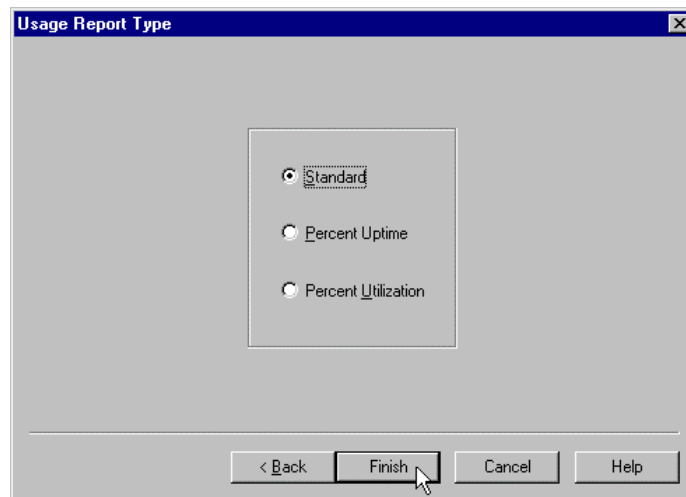 Usage Report Type
Standard
Percent Uptime
Percent Utilization
< Back Finish Cancel Help